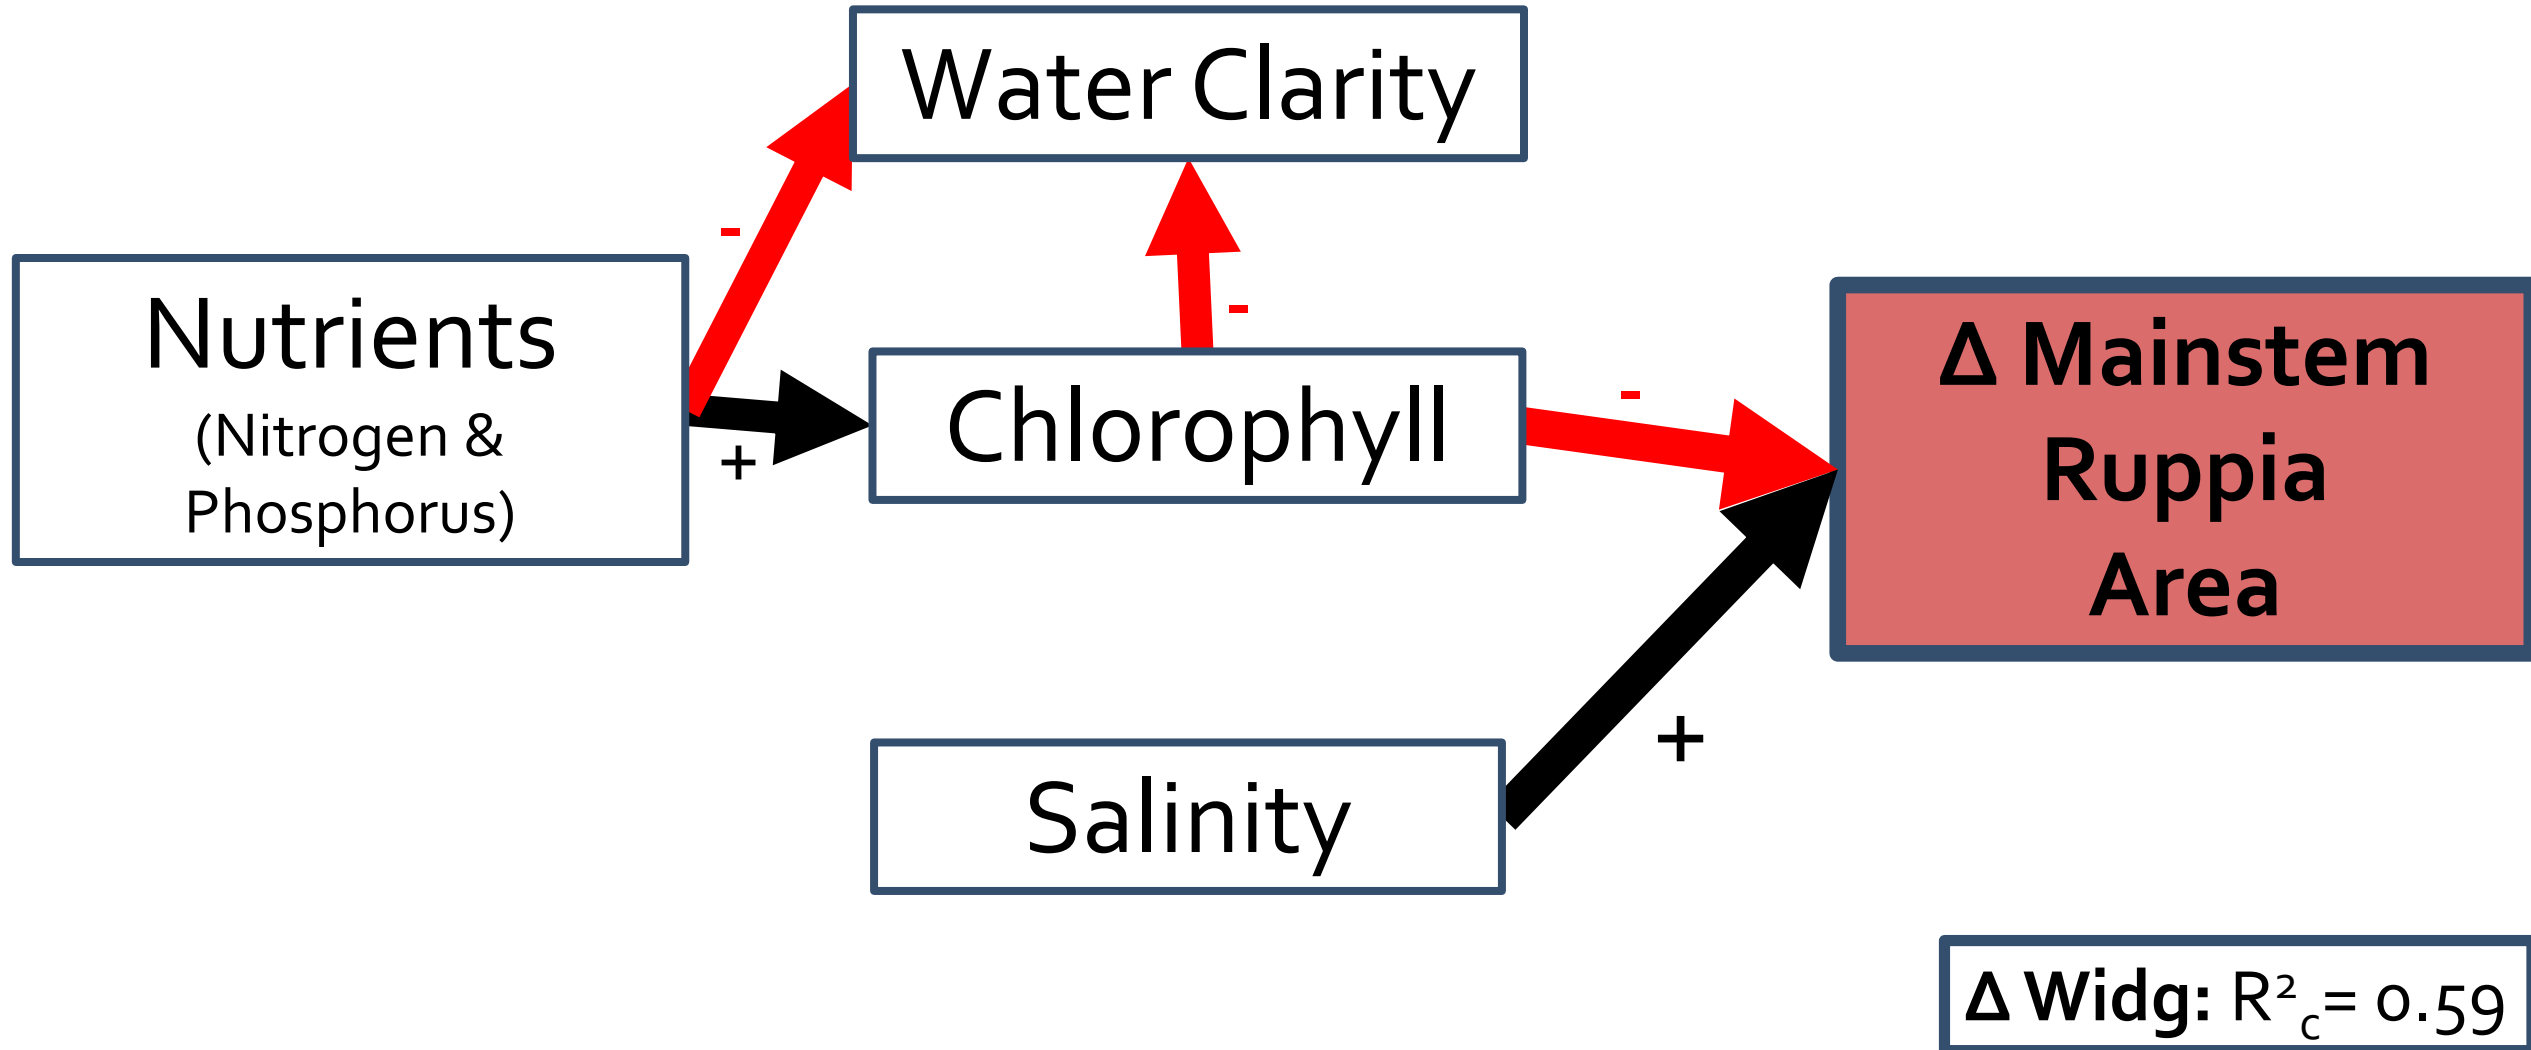 Water Clarity
-
-
Nutrients
(Nitrogen &
Phosphorus)
+
Chlorophyll
-
Δ Mainstem
Ruppia
Area
+
Salinity
Δ Widg: R²c= 0.59